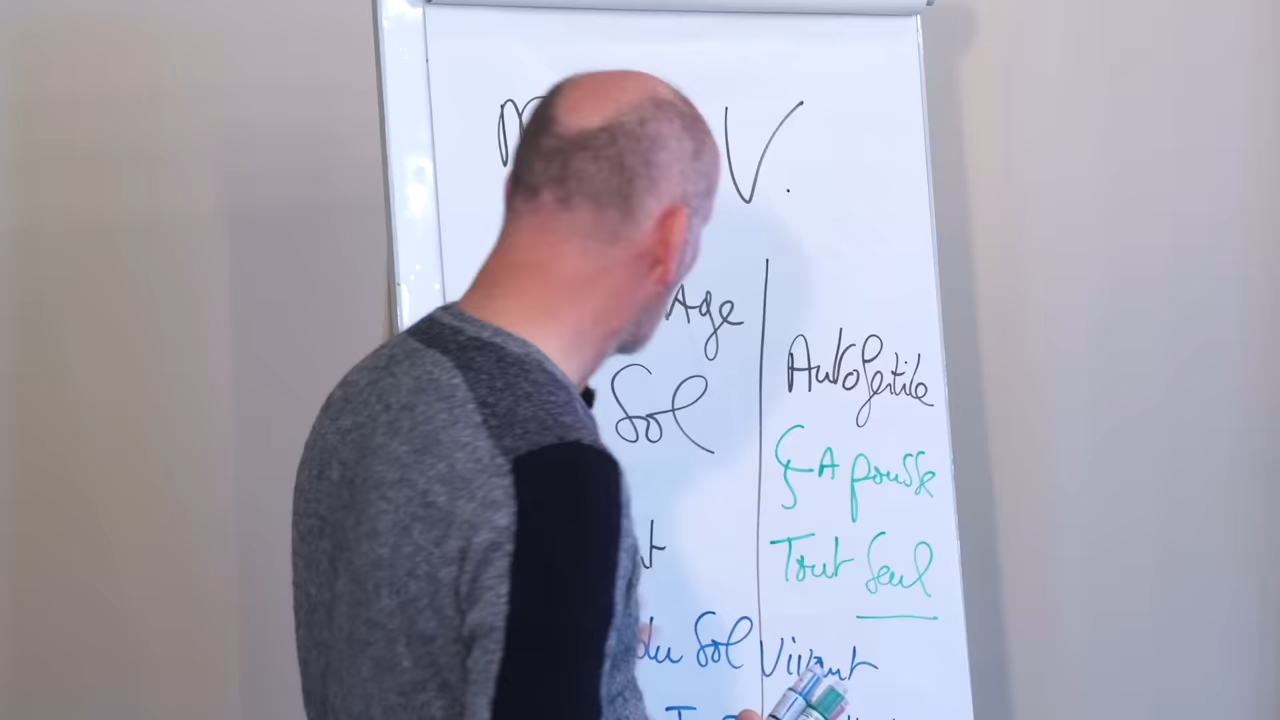 V.
Age
Autofertile
Sol
ÇA pousse
Tout Seul
du Sol Vivant